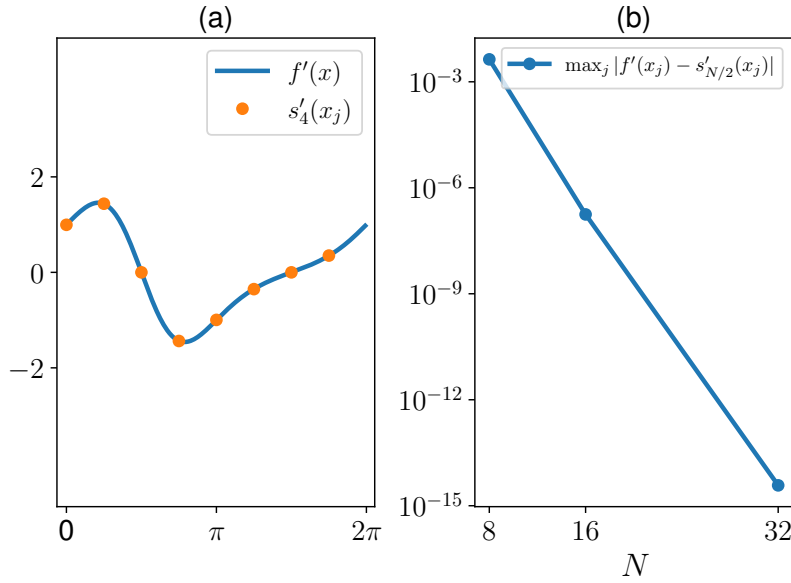 (a)
f′(x)
s′₄(xⱼ)
2
0
−2
0
π
2π
(b)
maxⱼ |f′(xⱼ) − s′_{N/2}(xⱼ)|
10⁻³
10⁻⁶
10⁻⁹
10⁻¹²
10⁻¹⁵
8
16
32
N